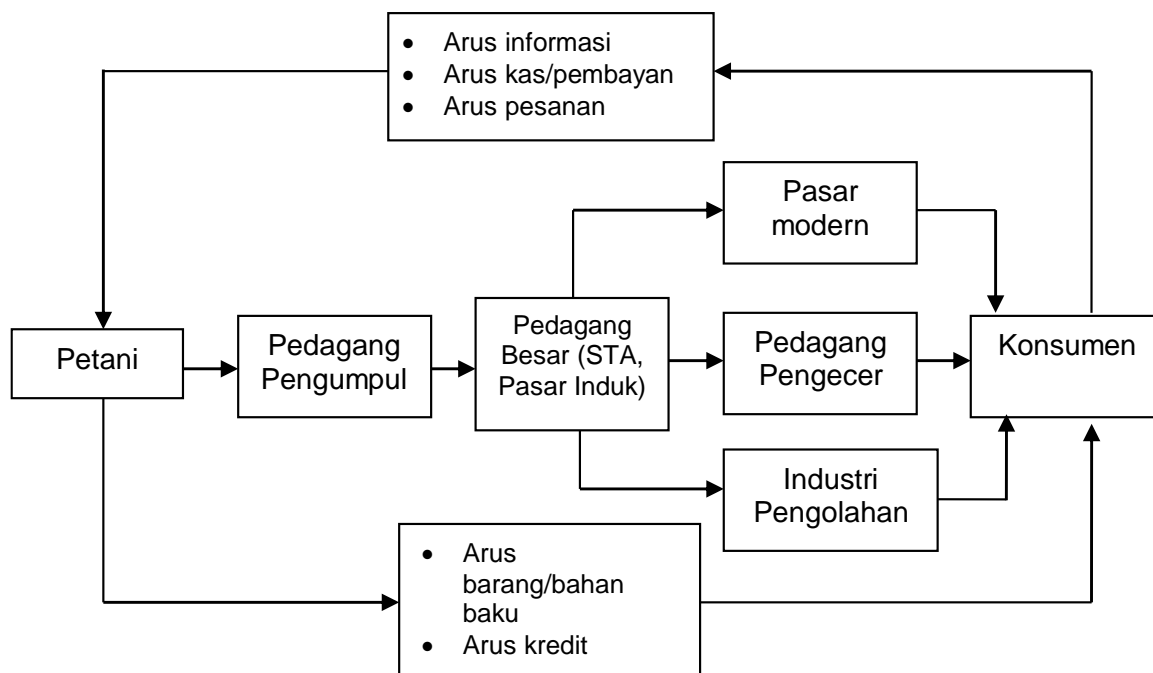 • Arus informasi
• Arus kas/pembayan
• Arus pesanan
Pasar
modern
Petani
Pedagang
Pengumpul
Pedagang
Besar (STA,
Pasar Induk)
Pedagang
Pengecer
Konsumen
Industri
Pengolahan
• Arus
barang/bahan
baku
• Arus kredit